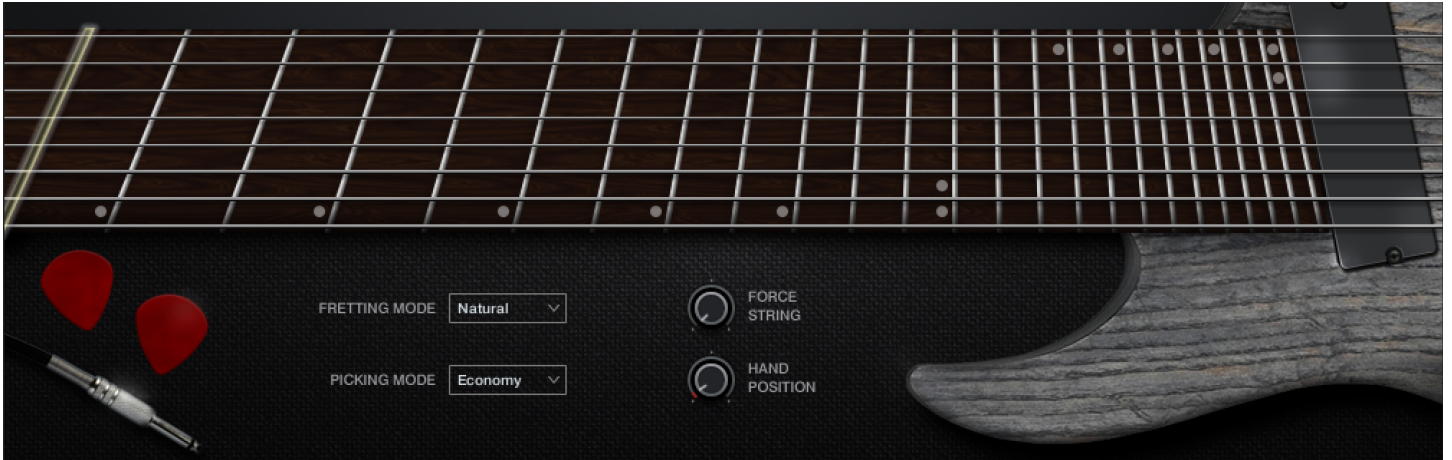 FRETTING MODE Natural
FORCE
STRING
PICKING MODE Economy
HAND
POSITION